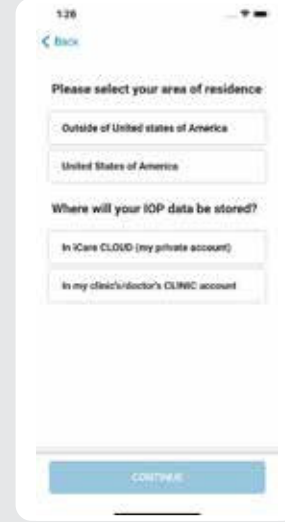 1:28
Back
Please select your area of residence
Outside of United states of America
United States of America
Where will your IOP data be stored?
In iCare CLOUD (my private account)
In my clinic's/doctor's CLINIC account
CONTINUE